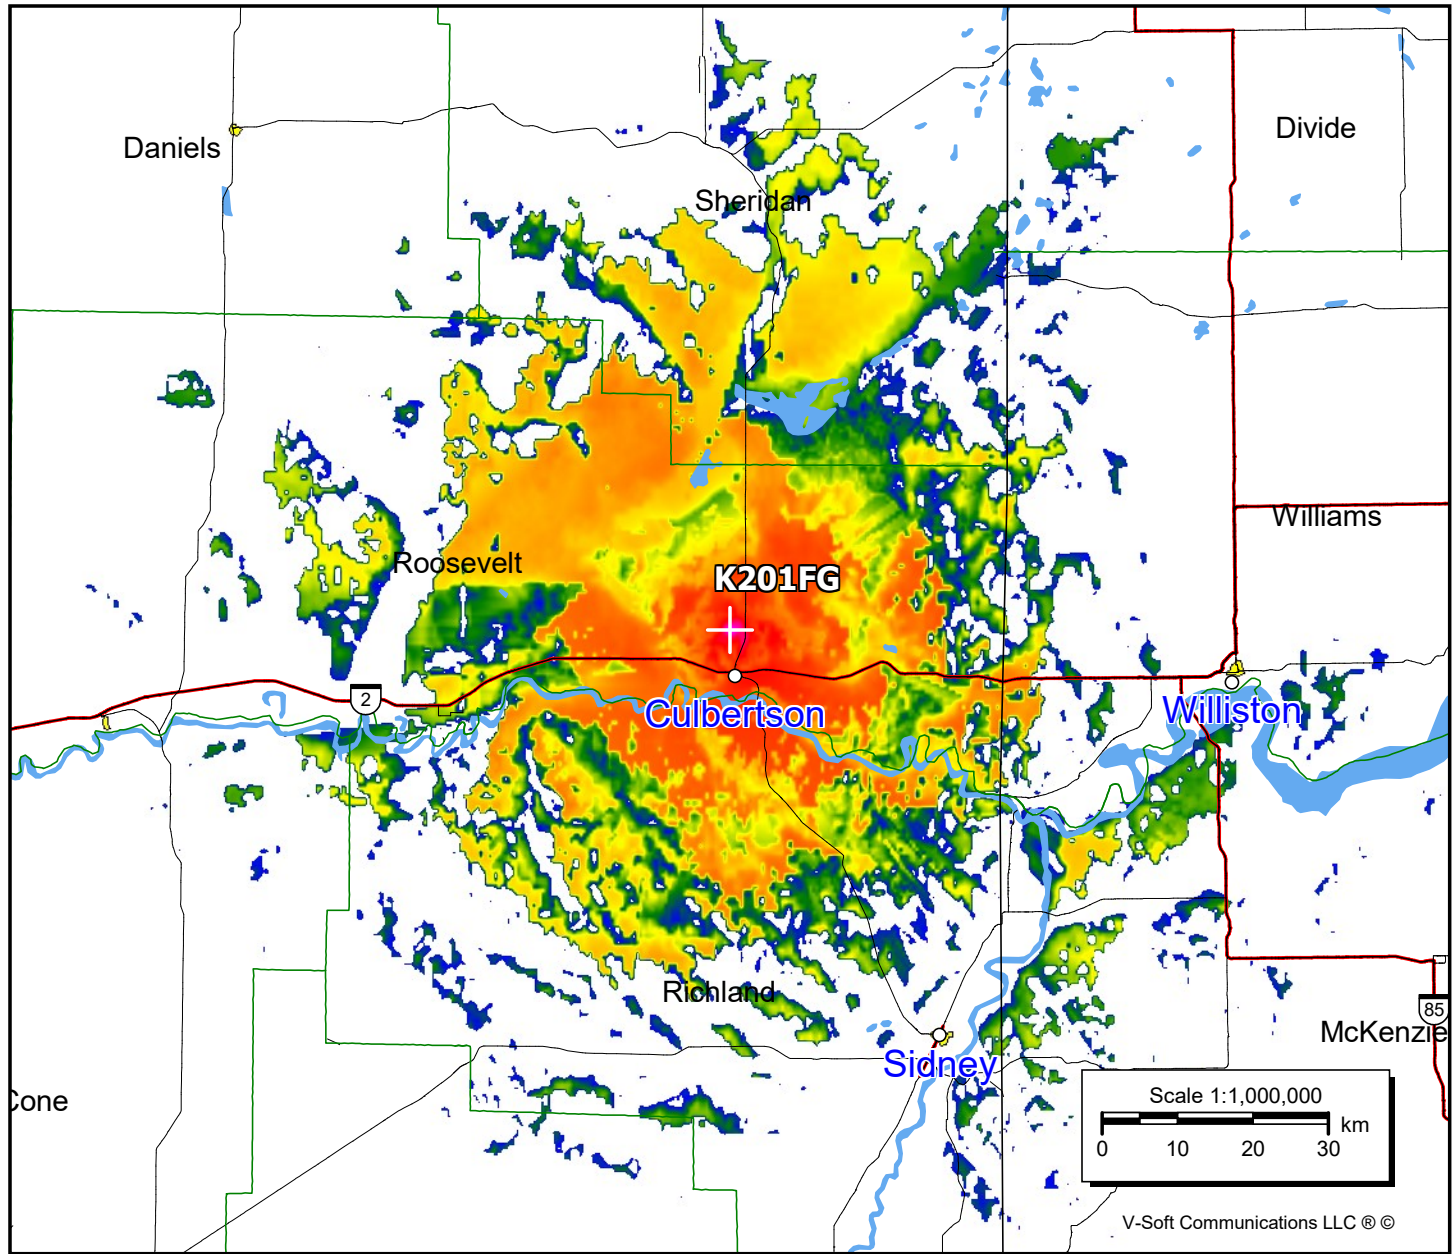 Divide
Daniels
Sheridan
Williams
Roosevelt
K201FG
2
Culbertson
Williston
Richland
85
McKenzie
Sidney
Cone
Scale 1:1,000,000
km
0 10 20 30
V-Soft Communications LLC ® ©